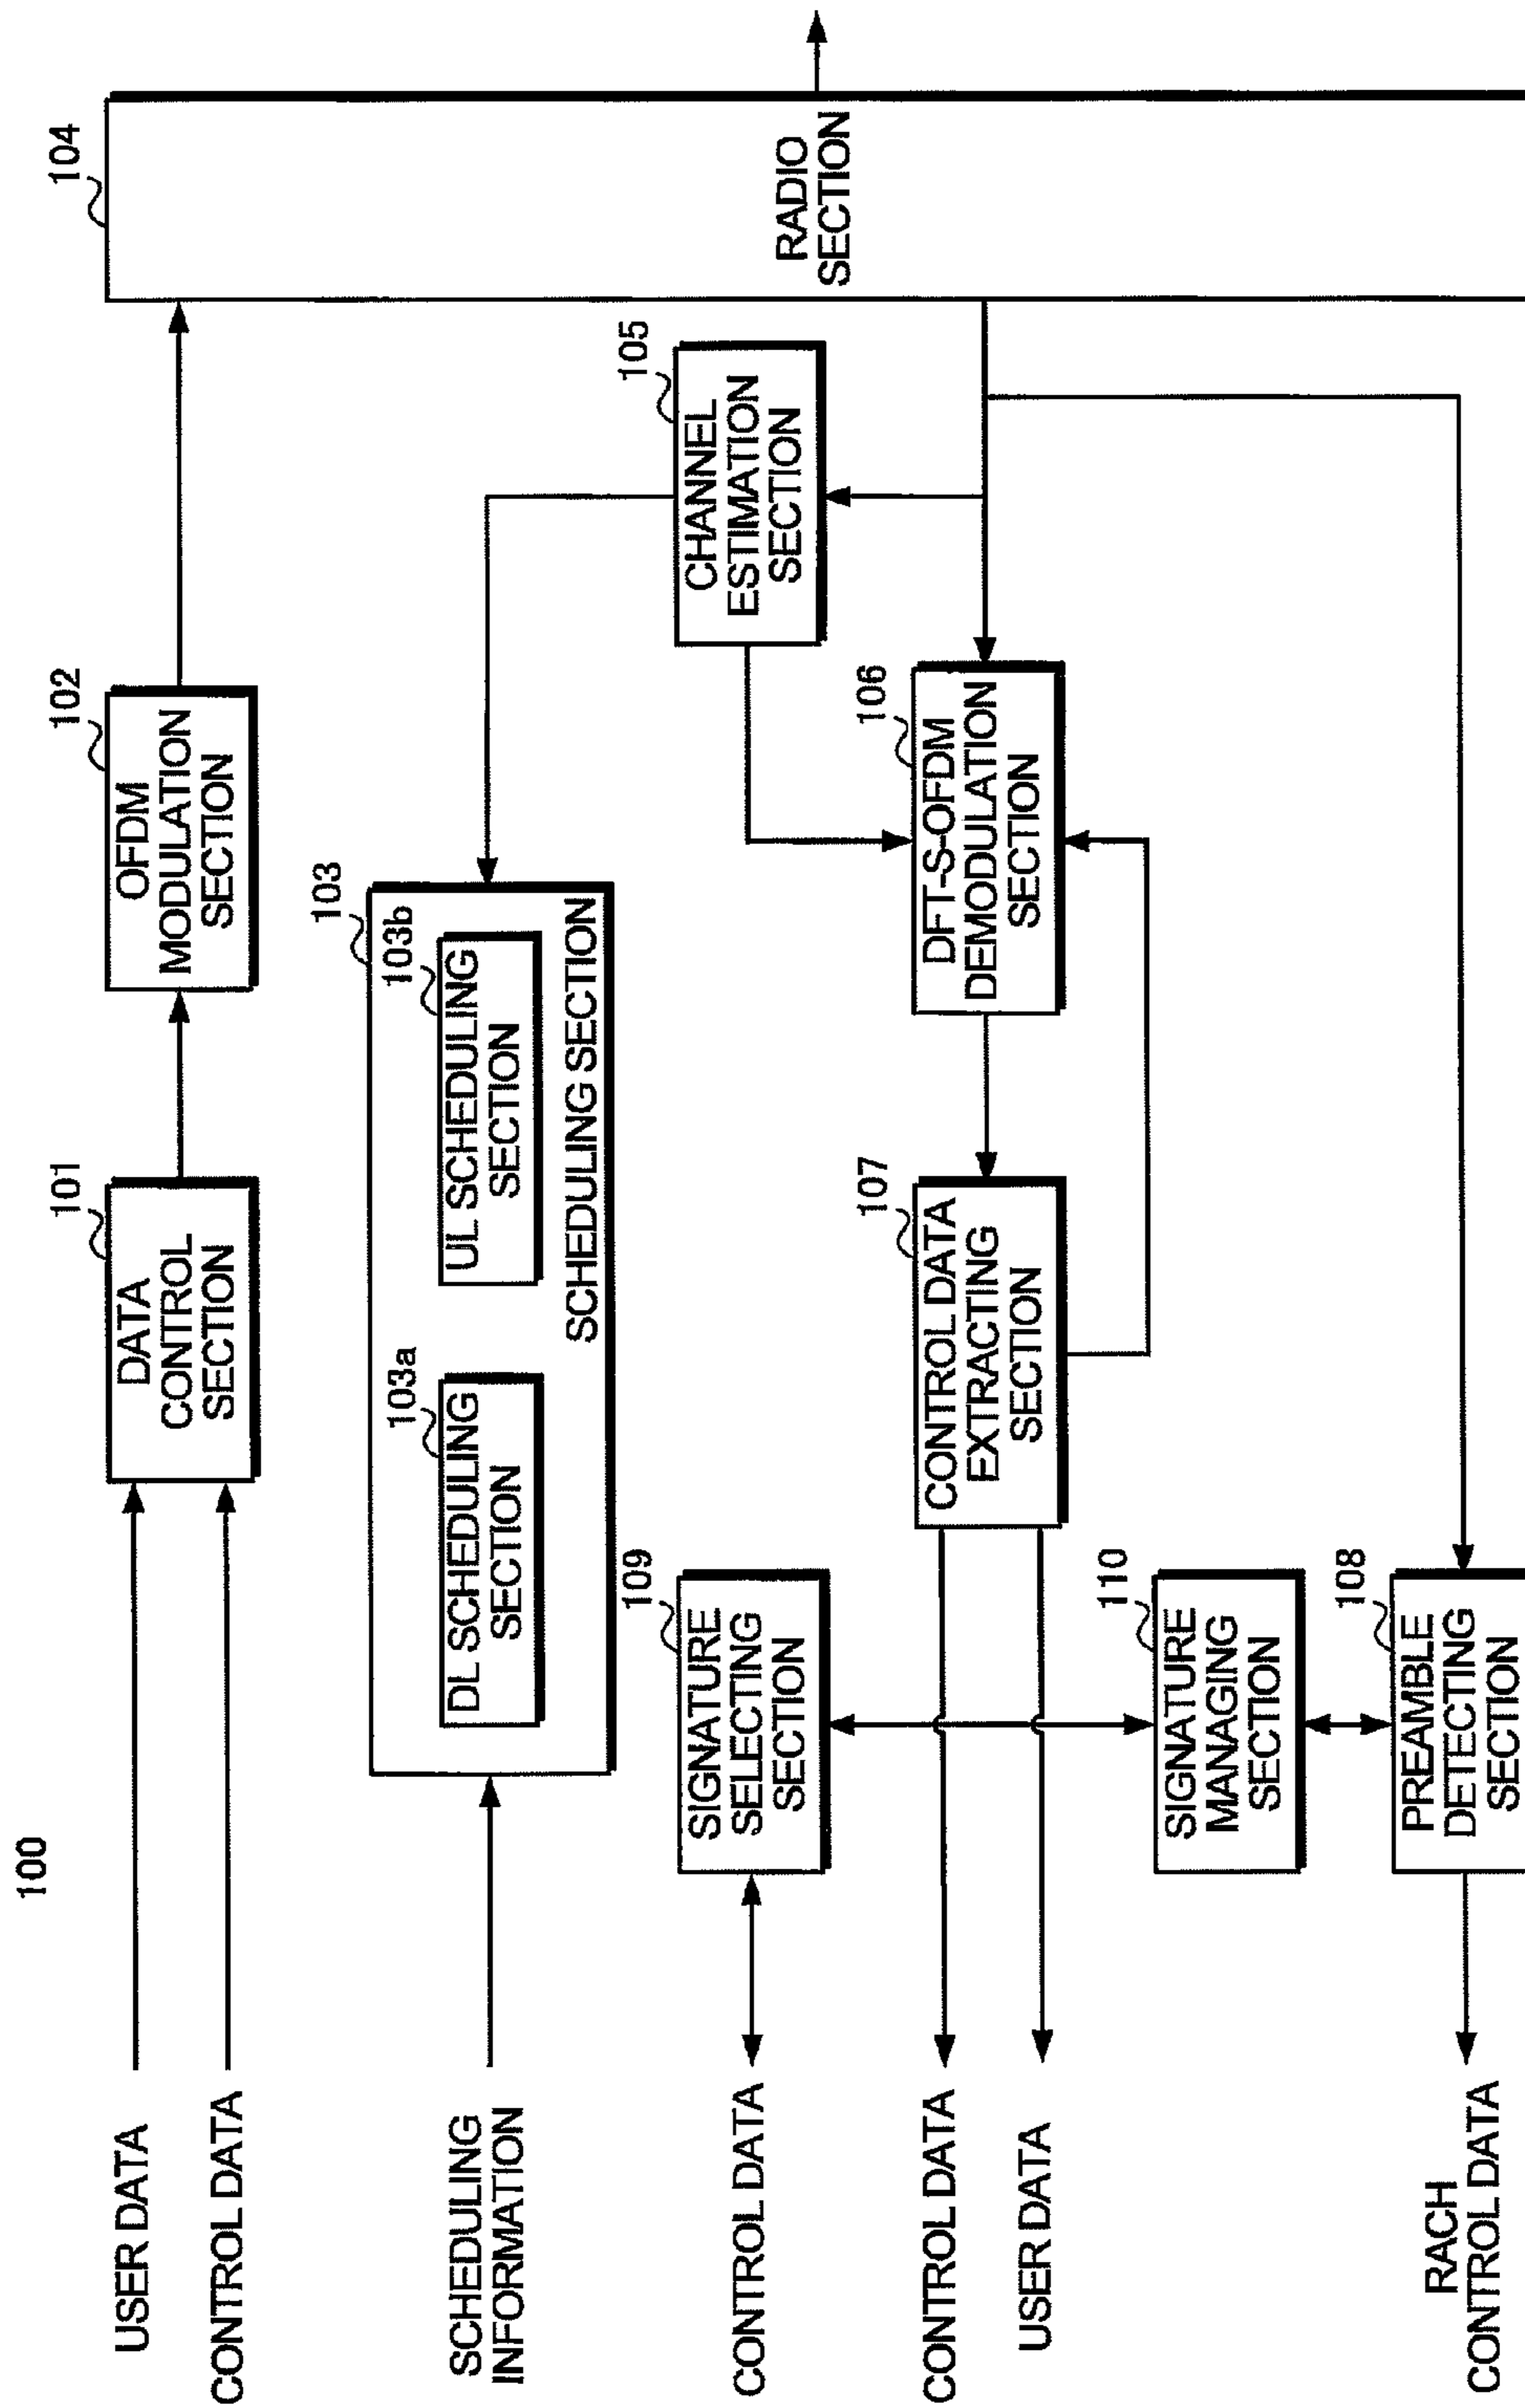 100
USER DATA
CONTROL DATA
101
DATA
CONTROL
SECTION
102
OFDM
MODULATION
SECTION
104
RADIO
SECTION
SCHEDULING
INFORMATION
103
103a
DL SCHEDULING
SECTION
103b
UL SCHEDULING
SECTION
SCHEDULING SECTION
105
CHANNEL
ESTIMATION
SECTION
CONTROL DATA
109
SIGNATURE
SELECTING
SECTION
CONTROL DATA
USER DATA
107
CONTROL DATA
EXTRACTING
SECTION
106
DFT-S-OFDM
DEMODULATION
SECTION
110
SIGNATURE
MANAGING
SECTION
RACH
CONTROL DATA
108
PREAMBLE
DETECTING
SECTION